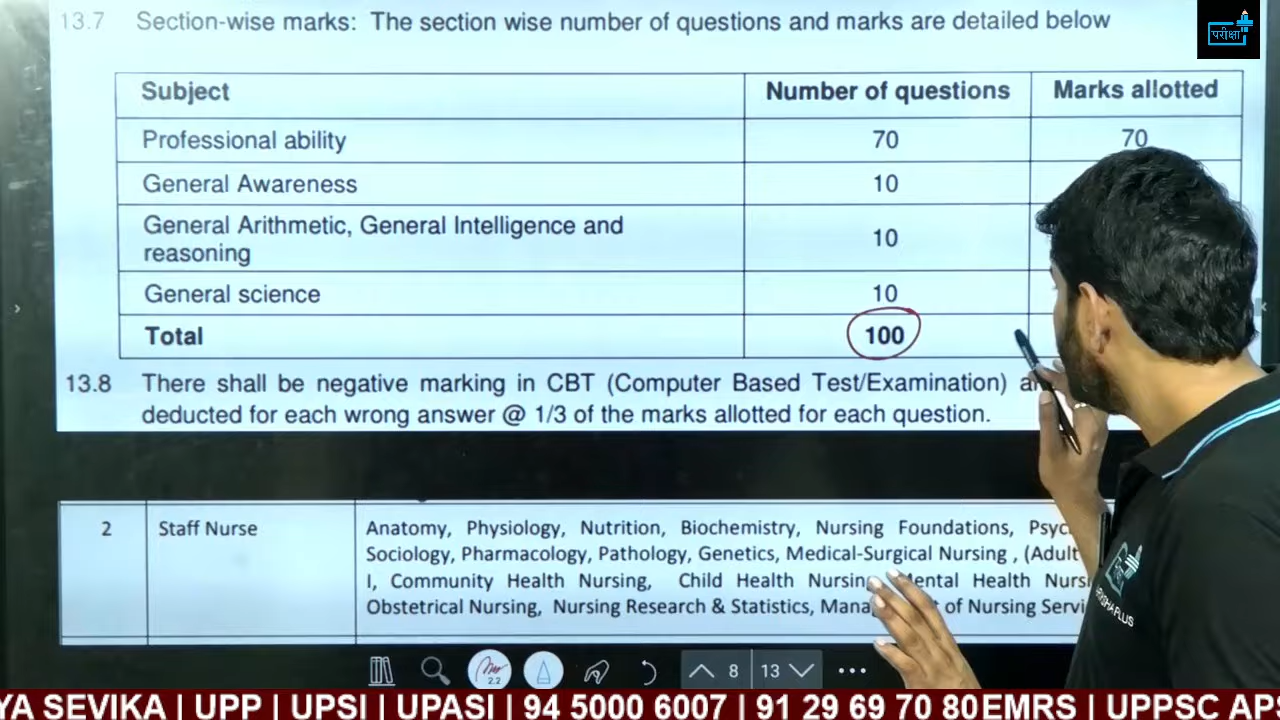 परीक्षा
13.7 Section-wise marks: The section wise number of questions and marks are detailed below
Subject Number of questions Marks allotted
Professional ability 70 70
General Awareness 10
General Arithmetic, General Intelligence and
reasoning 10
General science 10
Total 100
13.8 There shall be negative marking in CBT (Computer Based Test/Examination)
deducted for each wrong answer @ 1/3 of the marks allotted for each question.
2 Staff Nurse Anatomy, Physiology, Nutrition, Biochemistry, Nursing Foundations,
Sociology, Pharmacology, Pathology, Genetics, Medical-Surgical Nursing , (Adult
I, Community Health Nursing, Child Health Nursing Mental Health
Obstetrical Nursing, Nursing Research & Statistics, of Nursing
2.2 8 13
YA SEVIKA | UPP | UPSI | UPASI | 94 5000 6007 | 91 29 69 70 80EMRS | UPPSC APS